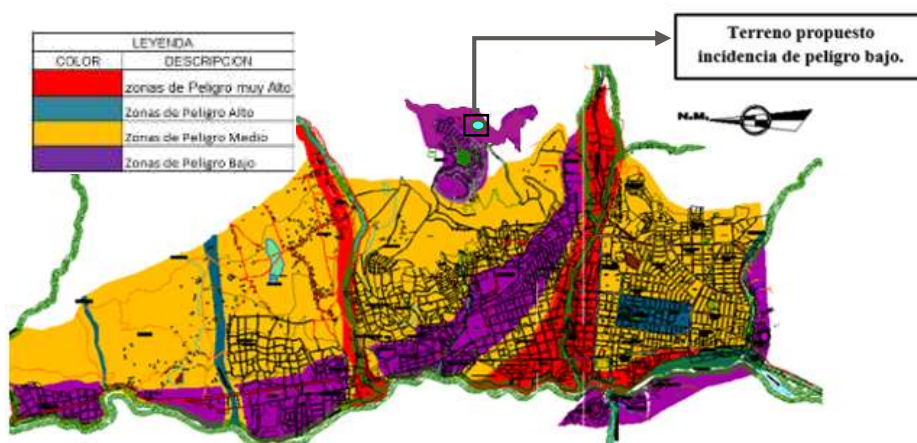 LEYENDA
COLOR DESCRIPCION
zonas de Peligro muy Alto
Zonas de Peligro Alto
Zonas de Peligro Medio
Zonas de Peligro Bajo
Terreno propuesto
incidencia de peligro bajo.
N.M.